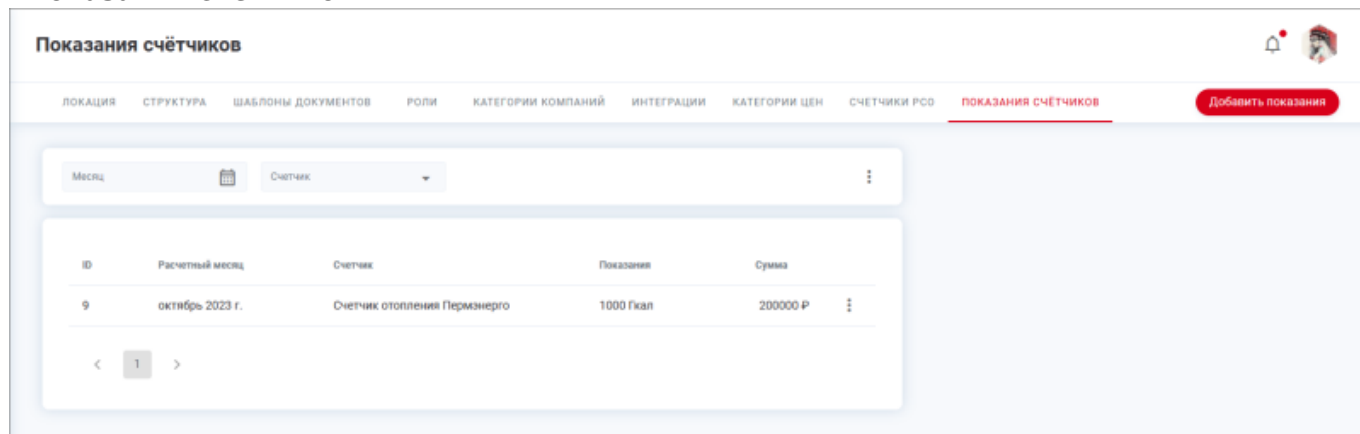 Показания счётчиков
ЛОКАЦИЯ СТРУКТУРА ШАБЛОНЫ ДОКУМЕНТОВ РОЛИ КАТЕГОРИИ КОМПАНИЙ ИНТЕГРАЦИИ КАТЕГОРИИ ЦЕН СЧЕТЧИКИ РСО ПОКАЗАНИЯ СЧЁТЧИКОВ Добавить показания
Месяц Счетчик
ID Расчетный месяц Счетчик Показания Сумма
9 октябрь 2023 г. Счетчик отопления Пермэнерго 1000 Гкал 200000 ₽
< 1 >